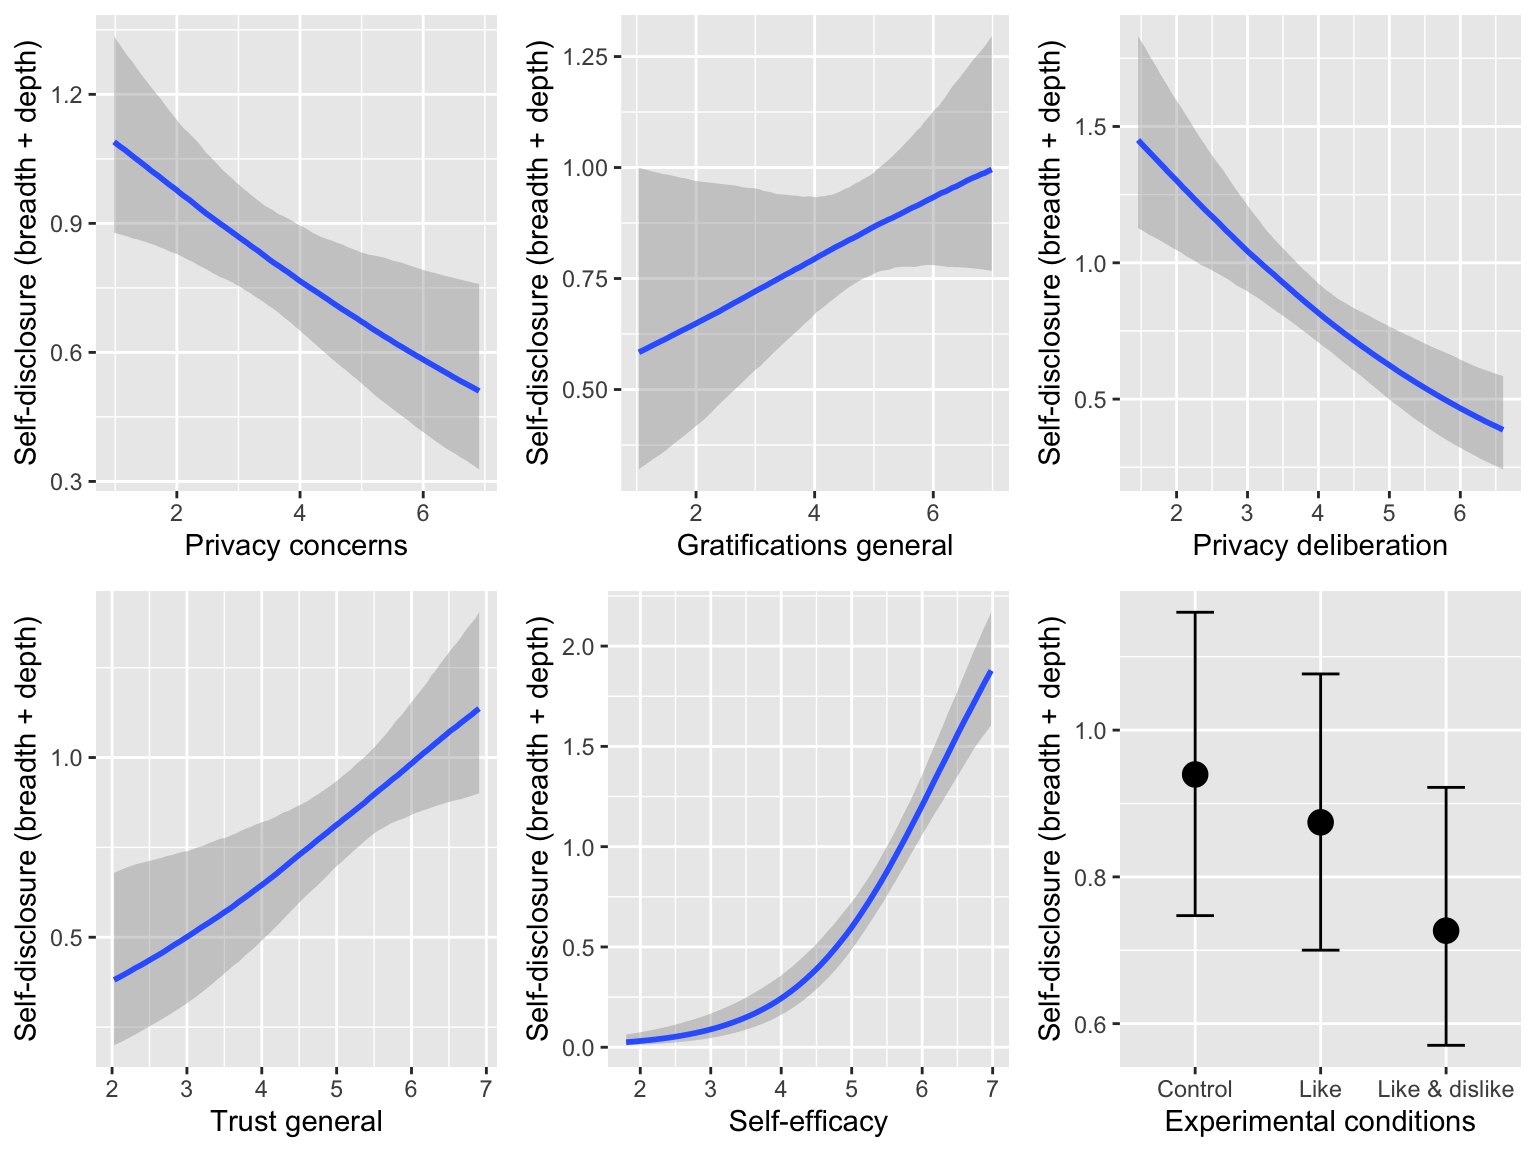 Self-disclosure (breadth + depth)
1.2
0.9
0.6
0.3
2 4 6
Privacy concerns
Self-disclosure (breadth + depth)
1.25
1.00
0.75
0.50
2 4 6
Gratifications general
Self-disclosure (breadth + depth)
1.5
1.0
0.5
2 3 4 5 6
Privacy deliberation
Self-disclosure (breadth + depth)
1.0
0.5
2 3 4 5 6 7
Trust general
Self-disclosure (breadth + depth)
2.0
1.5
1.0
0.5
0.0
2 3 4 5 6 7
Self-efficacy
Self-disclosure (breadth + depth)
1.0
0.8
0.6
Control Like Like & dislike
Experimental conditions